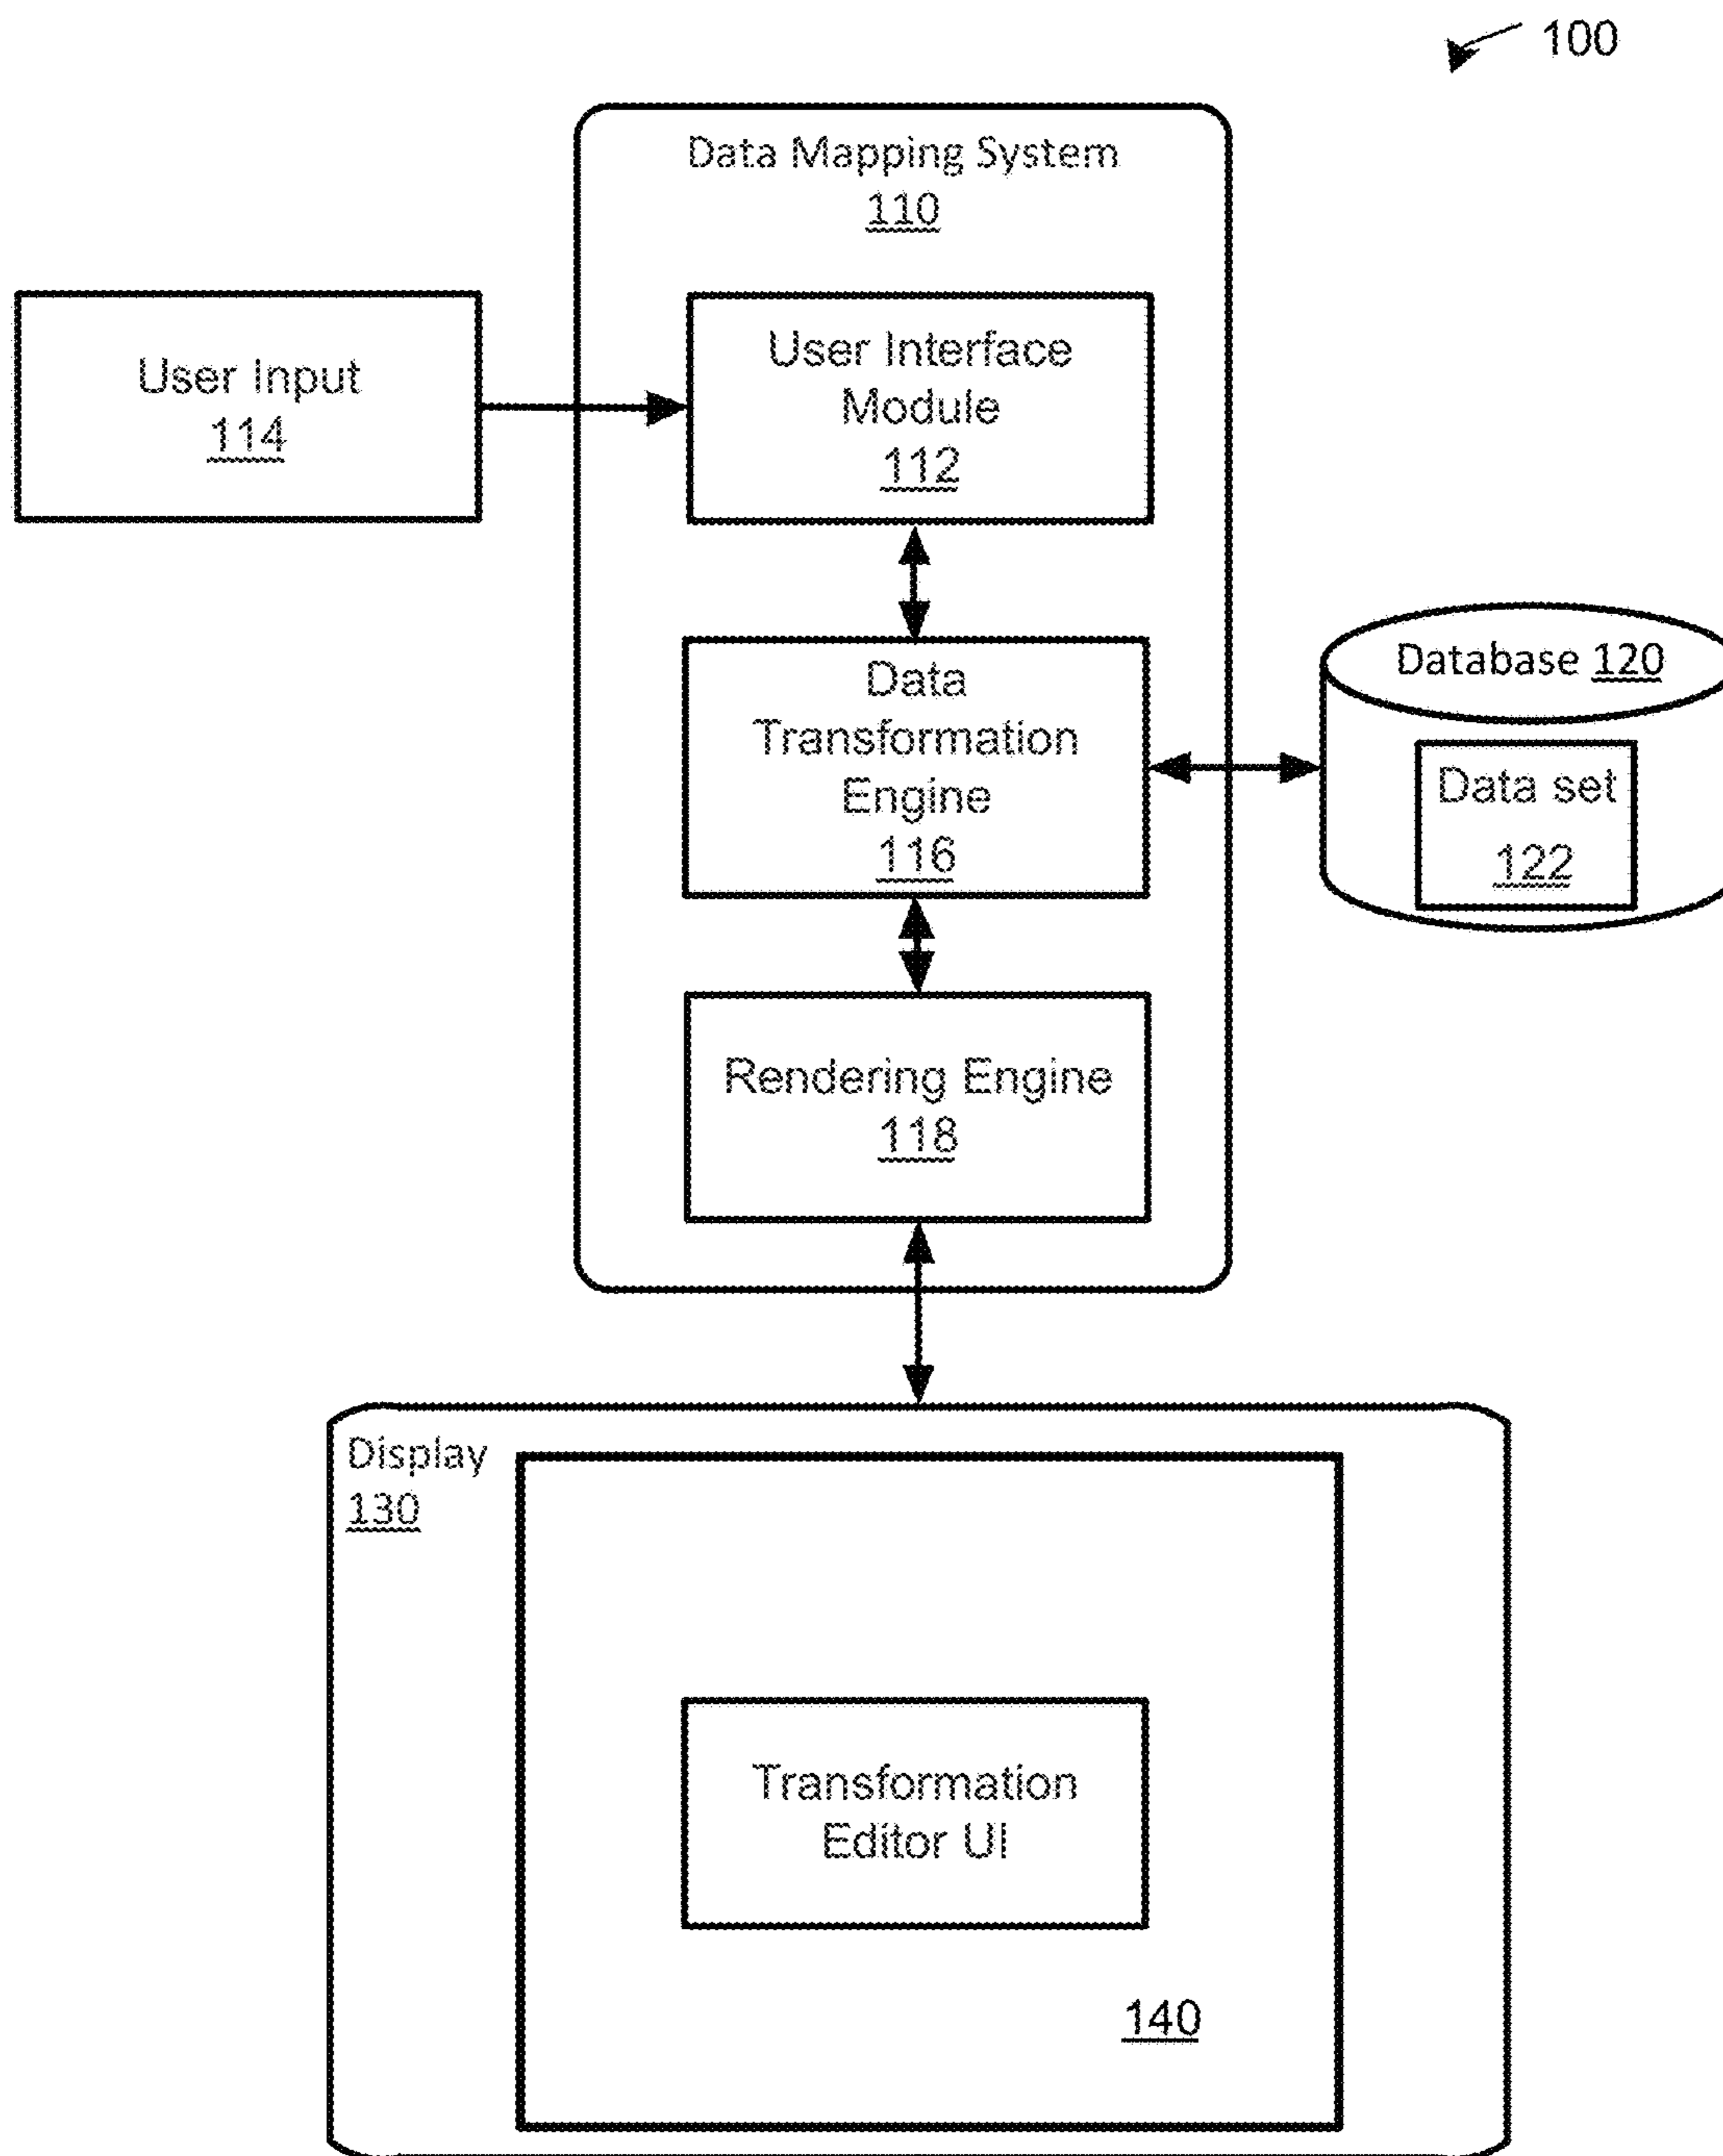 100
Data Mapping System
110
User Input
114
User Interface
Module
112
Data
Transformation
Engine
116
Database 120
Data set
122
Rendering Engine
118
Display
130
Transformation
Editor UI
140